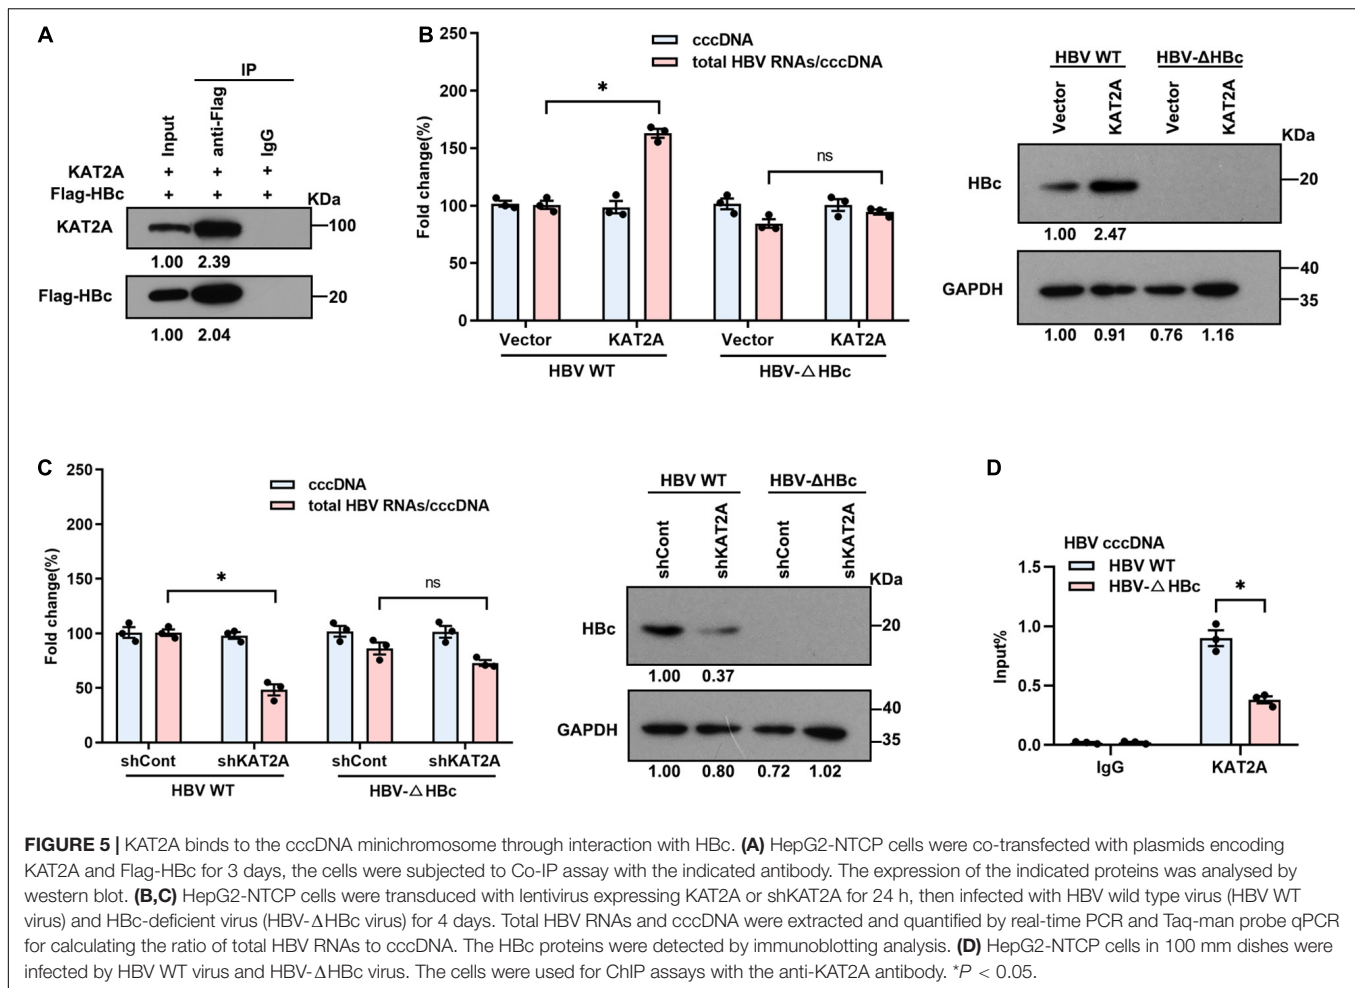 A
IP
Input
anti-Flag
IgG
KAT2A + + +
Flag-HBc + + +
KDa
KAT2A
100
1.00 2.39
Flag-HBc
20
1.00 2.04
B
250
200
150
100
50
0
Fold change(%)
cccDNA
total HBV RNAs/cccDNA
*
ns
Vector KAT2A Vector KAT2A
HBV WT HBV-△HBc
HBV WT HBV-ΔHBc
Vector
KAT2A
Vector
KAT2A
KDa
HBc
20
1.00 2.47
GAPDH
40
35
1.00 0.91 0.76 1.16
C
250
200
150
100
50
0
Fold change(%)
cccDNA
total HBV RNAs/cccDNA
*
ns
shCont shKAT2A shCont shKAT2A
HBV WT HBV-△HBc
HBV WT HBV-ΔHBc
shCont
shKAT2A
shCont
shKAT2A
KDa
HBc
20
1.00 0.37
GAPDH
40
35
1.00 0.80 0.72 1.02
D
HBV cccDNA
HBV WT
HBV-△HBc
1.5
1.0
0.5
0.0
Input%
*
IgG KAT2A
FIGURE 5 | KAT2A binds to the cccDNA minichromosome through interaction with HBc. (A) HepG2-NTCP cells were co-transfected with plasmids encoding
KAT2A and Flag-HBc for 3 days, the cells were subjected to Co-IP assay with the indicated antibody. The expression of the indicated proteins was analysed by
western blot. (B,C) HepG2-NTCP cells were transduced with lentivirus expressing KAT2A or shKAT2A for 24 h, then infected with HBV wild type virus (HBV WT
virus) and HBc-deficient virus (HBV-ΔHBc virus) for 4 days. Total HBV RNAs and cccDNA were extracted and quantified by real-time PCR and Taq-man probe qPCR
for calculating the ratio of total HBV RNAs to cccDNA. The HBc proteins were detected by immunoblotting analysis. (D) HepG2-NTCP cells in 100 mm dishes were
infected by HBV WT virus and HBV-ΔHBc virus. The cells were used for ChIP assays with the anti-KAT2A antibody. *P < 0.05.